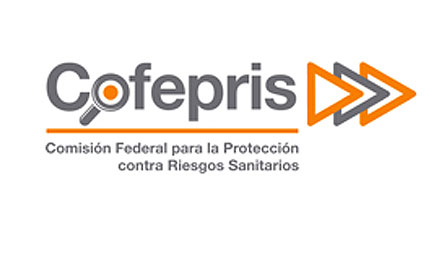 Cofepris
Comisión Federal para la Protección
contra Riesgos Sanitarios